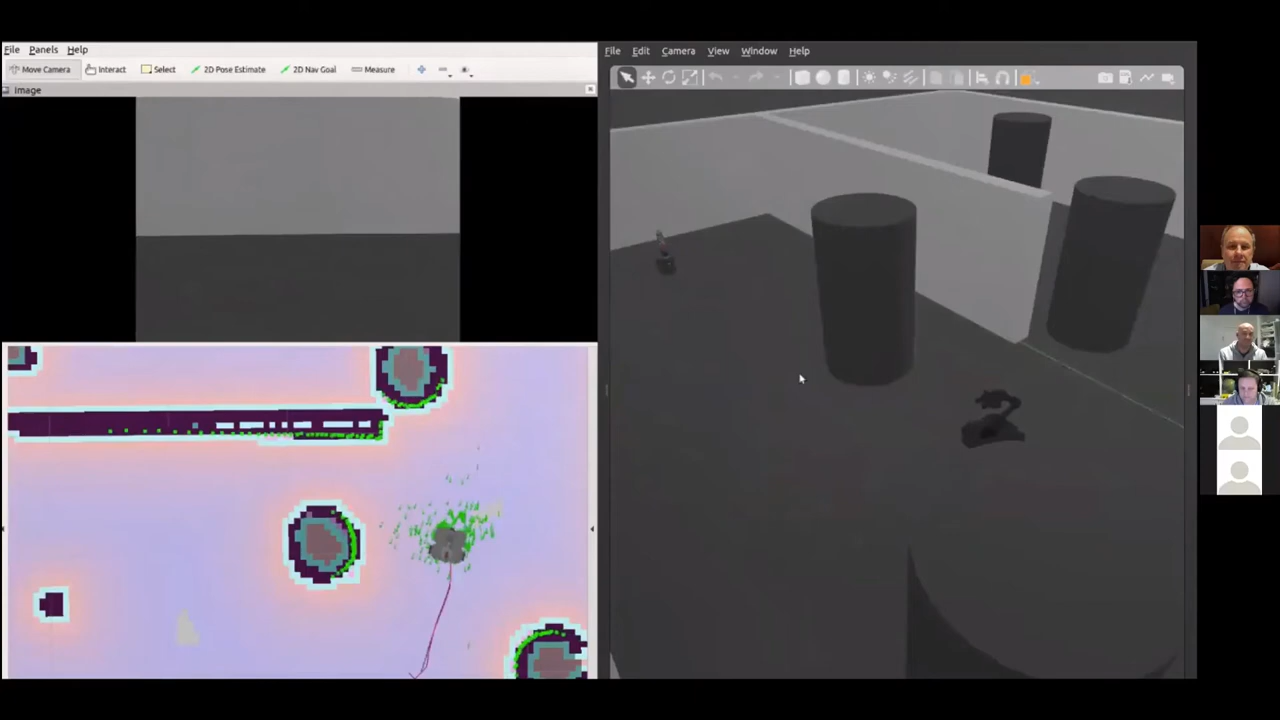 File Panels Help
Move Camera Interact Select 2D Pose Estimate 2D Nav Goal Measure
Image
File Edit Camera View Window Help